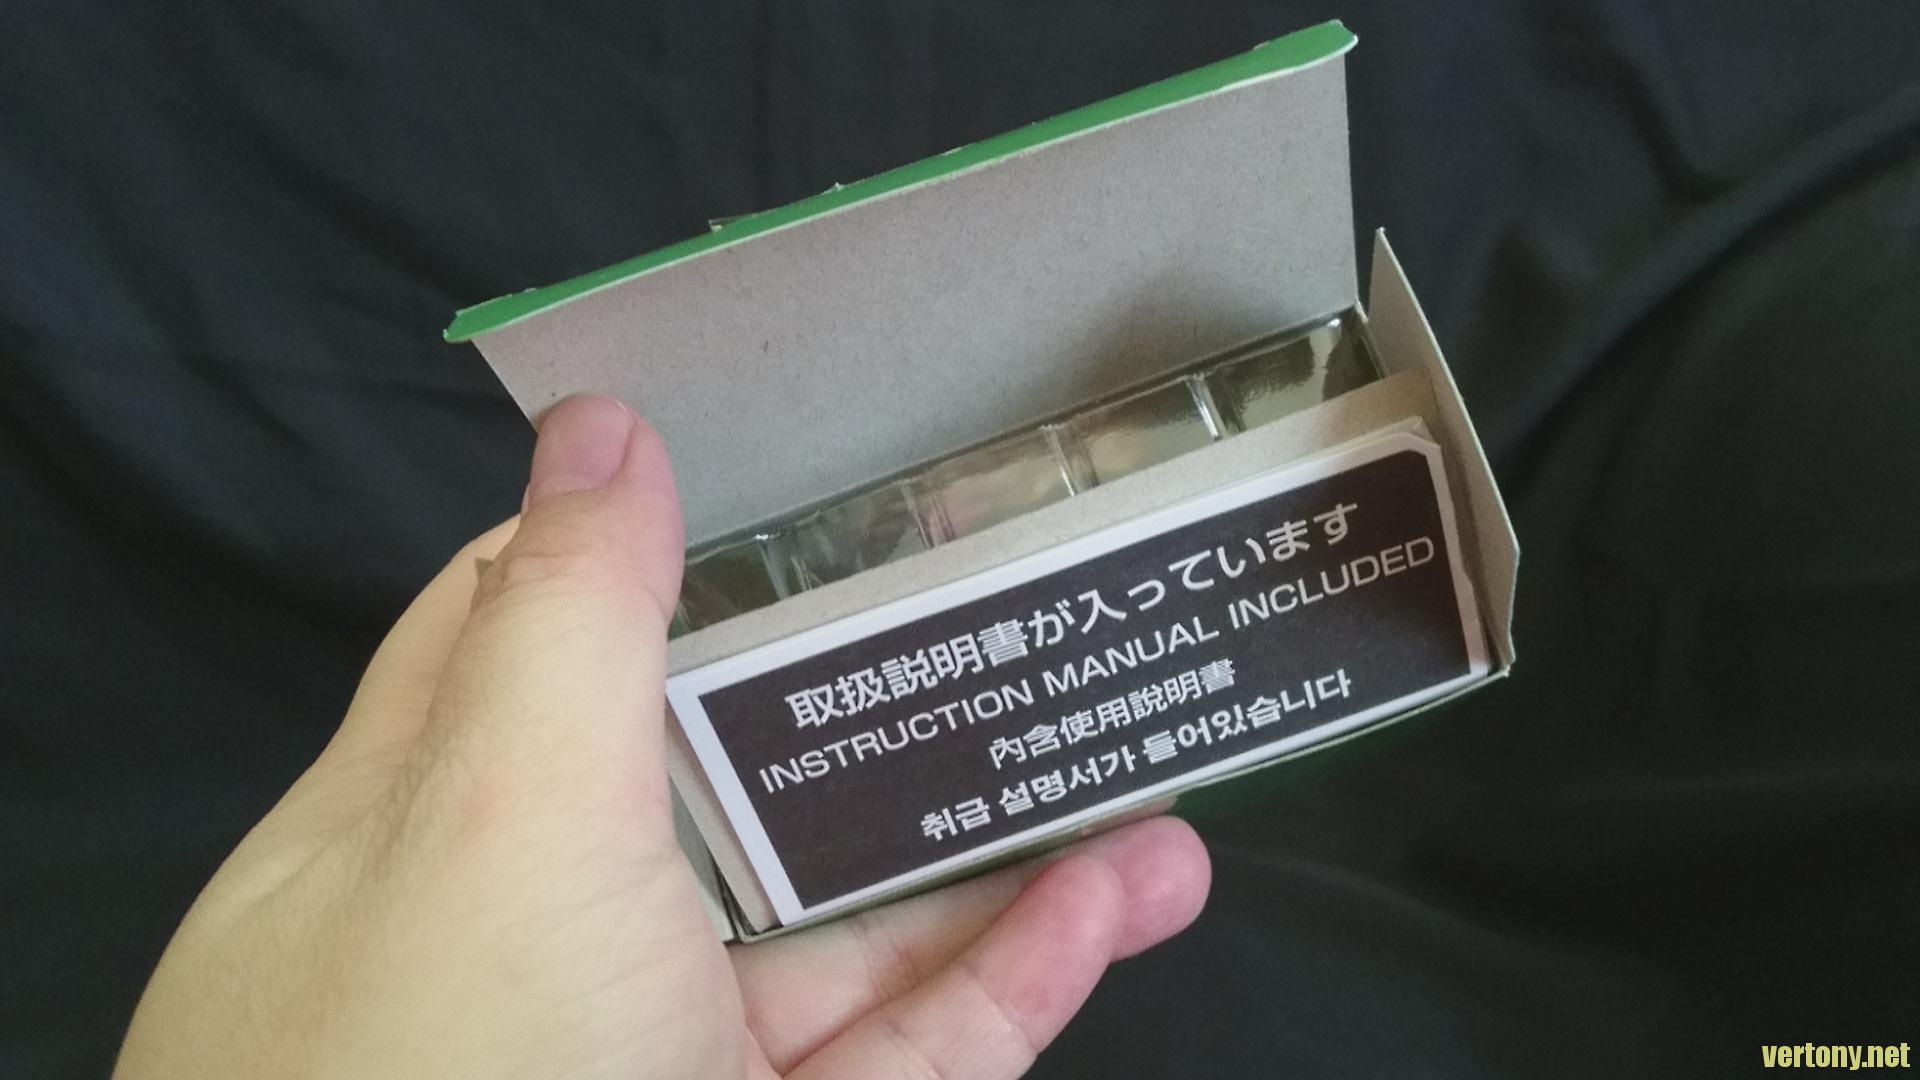 取扱説明書が入っています
INSTRUCTION MANUAL INCLUDED
內含使用說明書
취급 설명서가 들어있습니다
vertony.net